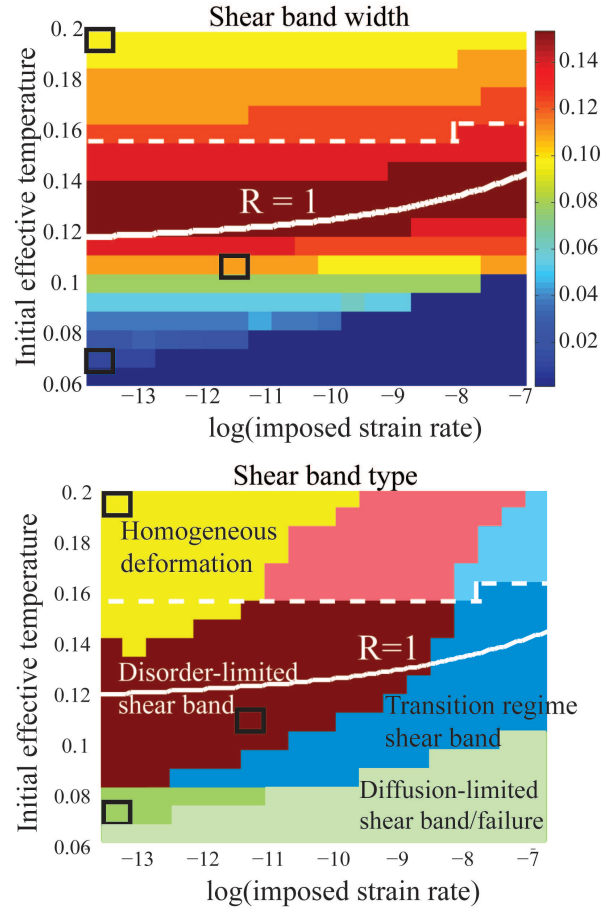 Shear band width
0.2
0.18
0.16
0.14
0.12
0.1
0.08
0.06
Initial effective temperature
R = 1
−13 −12 −11 −10 −9 −8 −7
log(imposed strain rate)
0.14
0.12
0.10
0.08
0.06
0.04
0.02
Shear band type
0.2
0.18
0.16
0.14
0.12
0.1
0.08
0.06
Initial effective temperature
Homogeneous
deformation
R=1
Disorder-limited
shear band
Transition regime
shear band
Diffusion-limited
shear band/failure
−13 −12 −11 −10 −9 −8 −7
log(imposed strain rate)